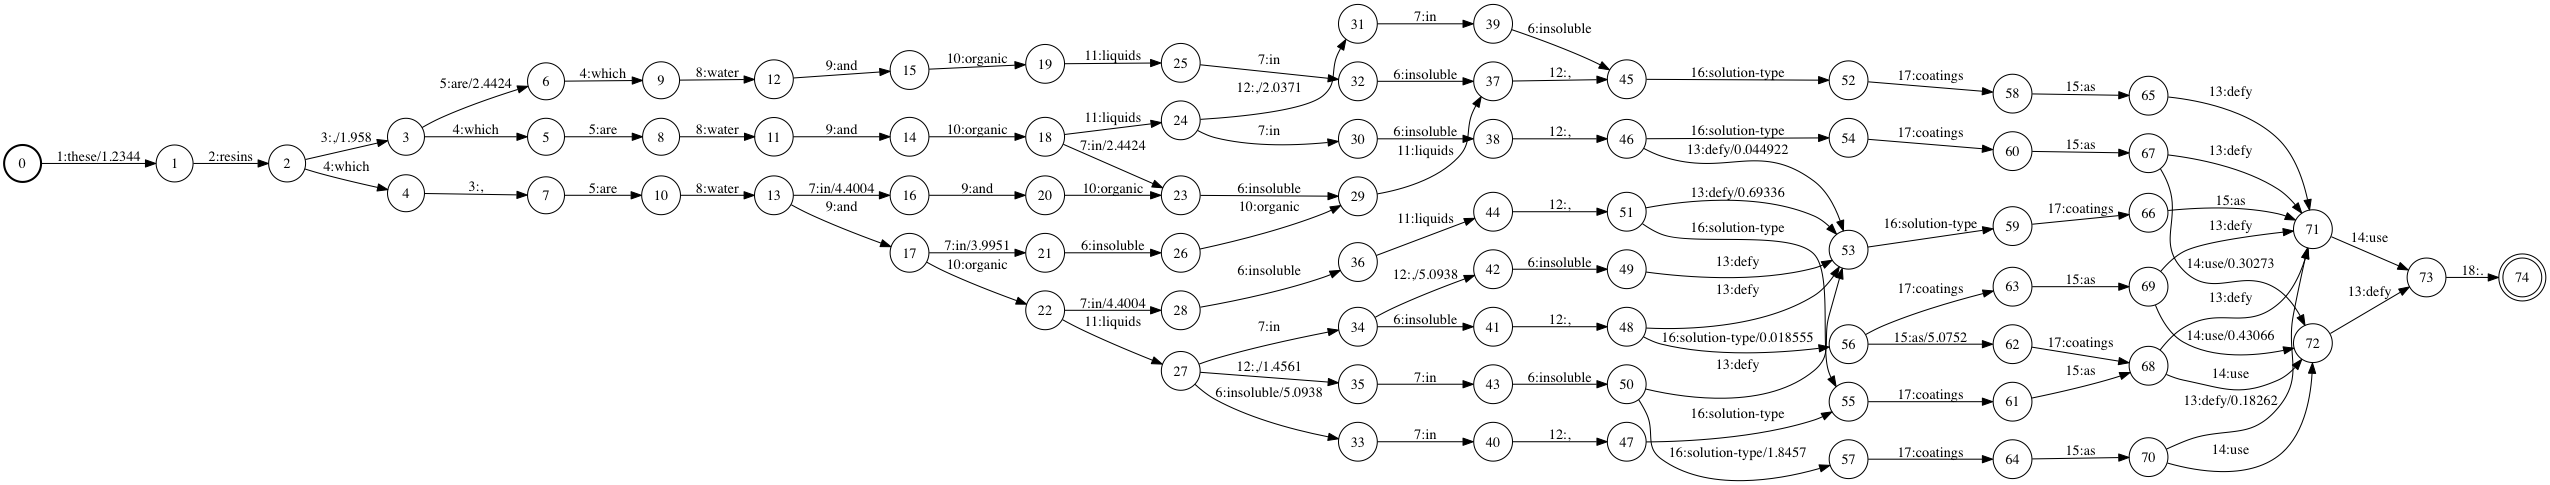 31
7:in
39
6:insoluble
25
7:in
12:,/2.0371
32
6:insoluble
37
12:,
45
16:solution-type
52
17:coatings
58
15:as
65
13:defy
5:are/2.4424
6
4:which
9
8:water
12
9:and
15
10:organic
19
11:liquids
3:,/1.958
3
4:which
5
5:are
8
8:water
11
9:and
14
10:organic
18
11:liquids
24
7:in
30
6:insoluble
11:liquids
38
12:,
46
16:solution-type
13:defy/0.044922
54
17:coatings
60
15:as
67
13:defy
0
1:these/1.2344
1
2:resins
2
4:which
4
3:,
7
5:are
10
8:water
13
7:in/4.4004
9:and
16
9:and
20
10:organic
7:in/2.4424
23
6:insoluble
10:organic
29
17
7:in/3.9951
10:organic
21
6:insoluble
26
36
11:liquids
44
12:,
51
13:defy/0.69336
16:solution-type
53
16:solution-type
59
17:coatings
66
15:as
13:defy
71
14:use
22
7:in/4.4004
11:liquids
28
6:insoluble
12:,/5.0938
42
6:insoluble
49
13:defy
13:defy
17:coatings
63
15:as
69
14:use/0.30273
13:defy
13:defy
73
18:.
74
27
7:in
34
6:insoluble
41
12:,
48
16:solution-type/0.018555
56
15:as/5.0752
62
17:coatings
68
14:use/0.43066
72
12:,/1.4561
6:insoluble/5.0938
35
7:in
43
6:insoluble
50
13:defy
16:solution-type
55
17:coatings
61
15:as
14:use
13:defy/0.18262
33
7:in
40
12:,
47
16:solution-type/1.8457
57
17:coatings
64
15:as
70
14:use